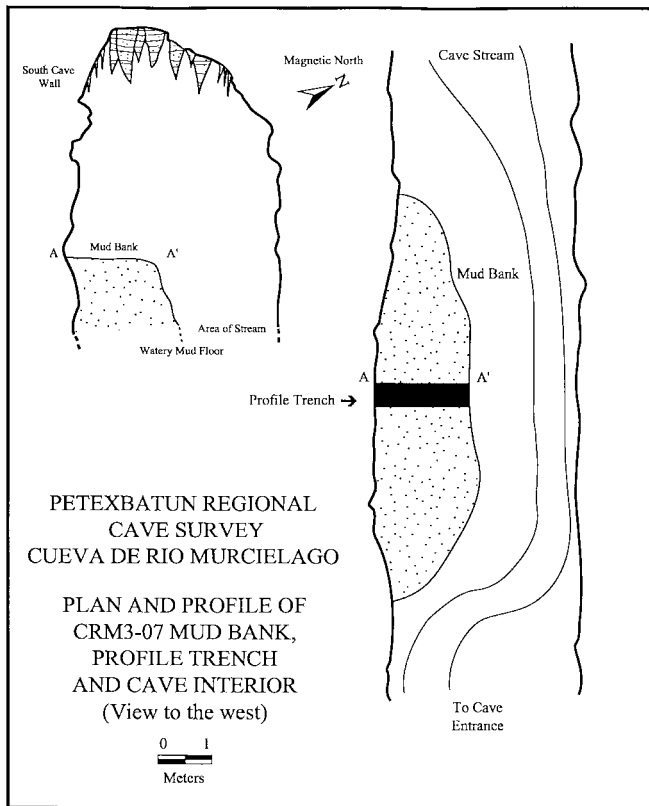 South Cave
Wall
Magnetic North
N
Cave Stream
A
Mud Bank
A'
Area of Stream
Watery Mud Floor
Mud Bank
A
A'
Profile Trench →
PETEXBATUN REGIONAL
CAVE SURVEY
CUEVA DE RIO MURCIELAGO
PLAN AND PROFILE OF
CRM3-07 MUD BANK,
PROFILE TRENCH
AND CAVE INTERIOR
(View to the west)
0 1
Meters
To Cave
Entrance